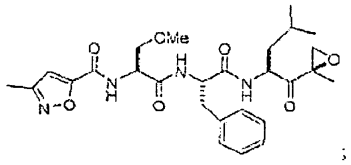 OMe
O O O
N H N H N H O
N O O O
;